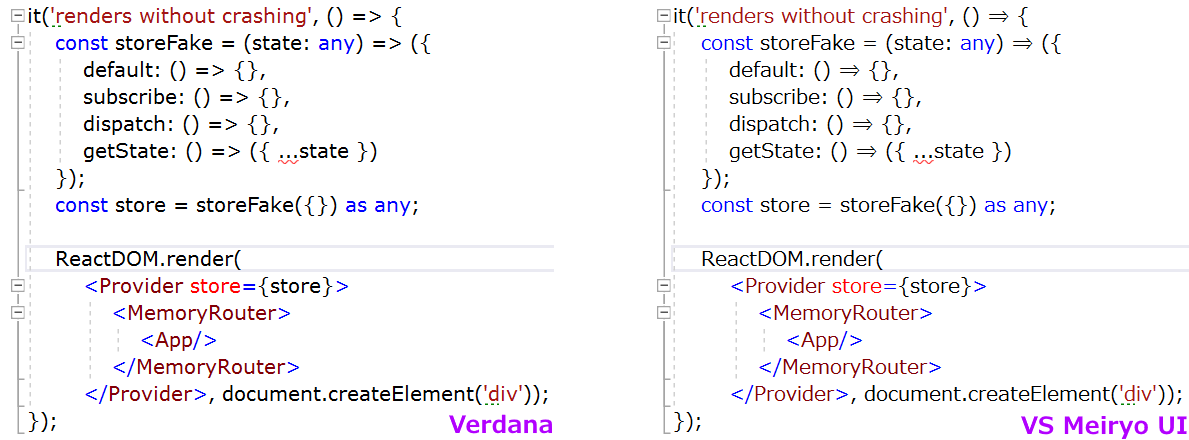 it('renders without crashing', () => {
    const storeFake = (state: any) => ({
        default: () => {},
        subscribe: () => {},
        dispatch: () => {},
        getState: () => ({ ...state })
    });
    const store = storeFake({}) as any;
    ReactDOM.render(
        <Provider store={store}>
            <MemoryRouter>
                <App/>
            </MemoryRouter>
        </Provider>, document.createElement('div'));
});
Verdana
it('renders without crashing', () ⇒ {
    const storeFake = (state: any) ⇒ ({
        default: () ⇒ {},
        subscribe: () ⇒ {},
        dispatch: () ⇒ {},
        getState: () ⇒ ({ ...state })
    });
    const store = storeFake({}) as any;
    ReactDOM.render(
        <Provider store={store}>
            <MemoryRouter>
                <App/>
            </MemoryRouter>
        </Provider>, document.createElement('div'));
});
VS Meiryo UI